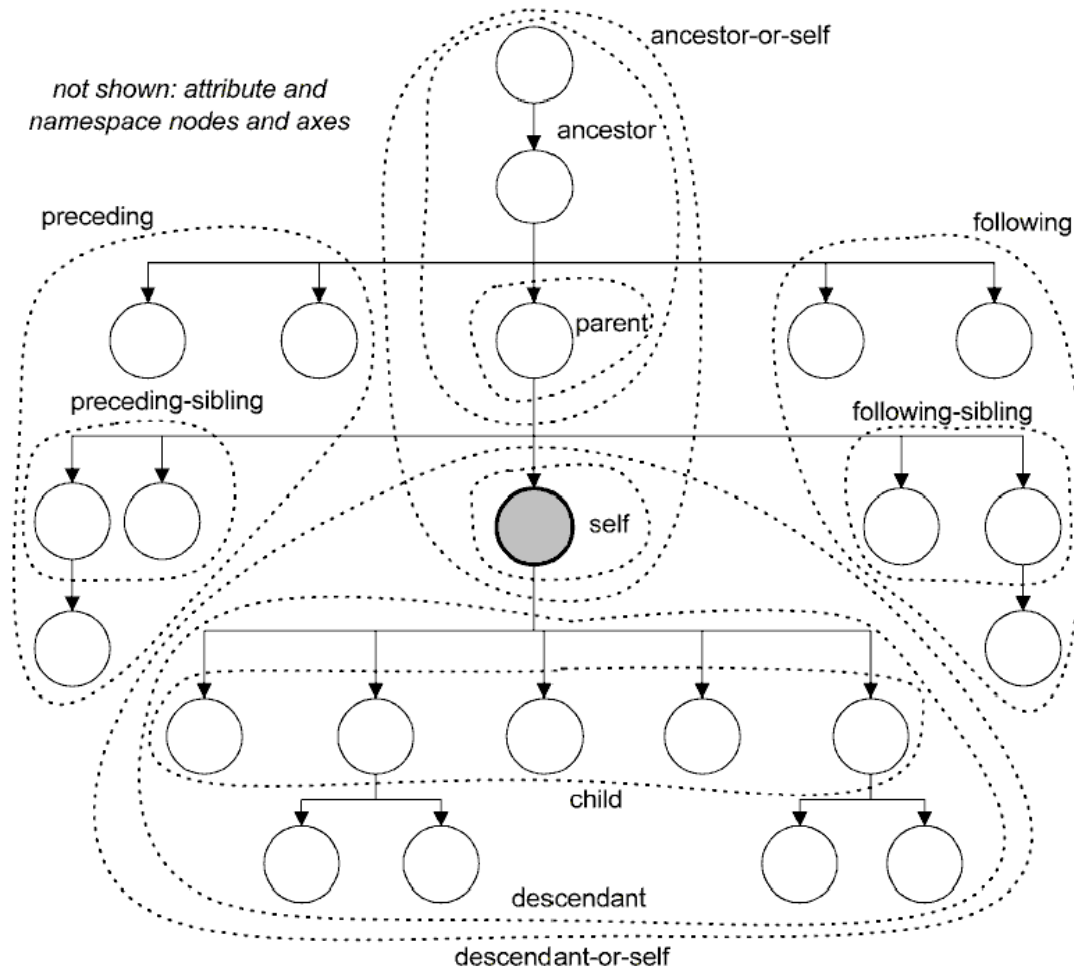 ancestor-or-self
not shown: attribute and
namespace nodes and axes
ancestor
preceding
following
parent
preceding-sibling
following-sibling
self
child
descendant
descendant-or-self